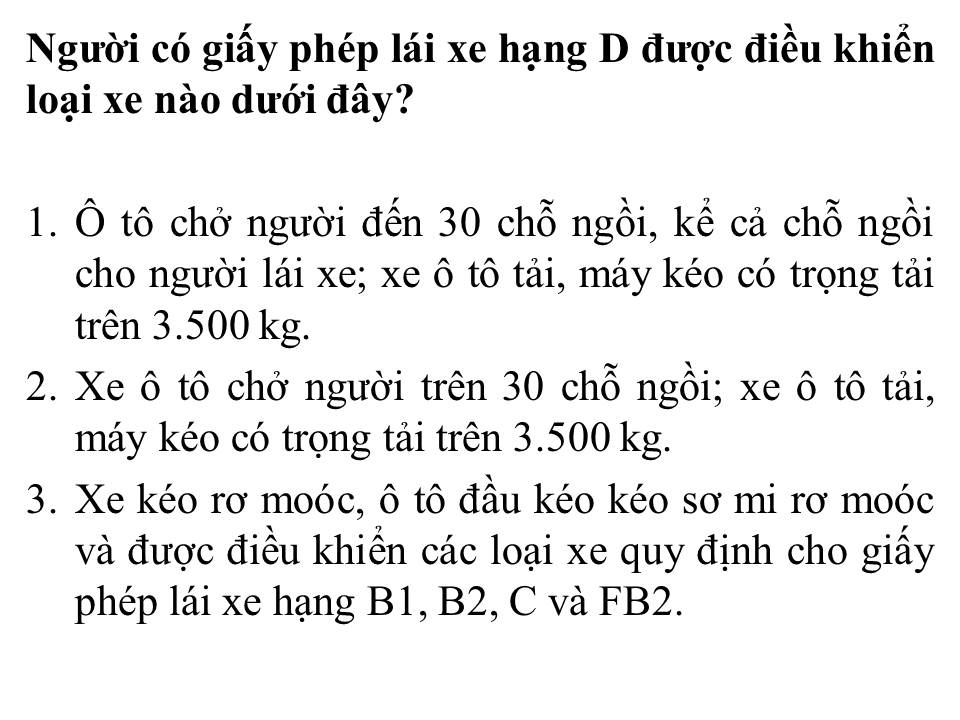 Người có giấy phép lái xe hạng D được điều khiển
loại xe nào dưới đây?
1. Ô tô chở người đến 30 chỗ ngồi, kể cả chỗ ngồi
cho người lái xe; xe ô tô tải, máy kéo có trọng tải
trên 3.500 kg.
2. Xe ô tô chở người trên 30 chỗ ngồi; xe ô tô tải,
máy kéo có trọng tải trên 3.500 kg.
3. Xe kéo rơ moóc, ô tô đầu kéo kéo sơ mi rơ moóc
và được điều khiển các loại xe quy định cho giấy
phép lái xe hạng B1, B2, C và FB2.